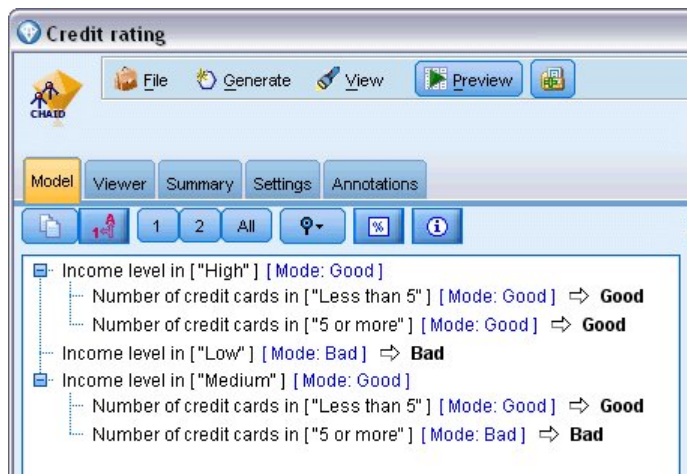 Credit rating
CHAID
File Generate View Preview
Model Viewer Summary Settings Annotations
1 2 All %
Income level in ["High"] [Mode: Good]
Number of credit cards in ["Less than 5"] [Mode: Good] ⇨ Good
Number of credit cards in ["5 or more"] [Mode: Good] ⇨ Good
Income level in ["Low"] [Mode: Bad] ⇨ Bad
Income level in ["Medium"] [Mode: Good]
Number of credit cards in ["Less than 5"] [Mode: Good] ⇨ Good
Number of credit cards in ["5 or more"] [Mode: Bad] ⇨ Bad